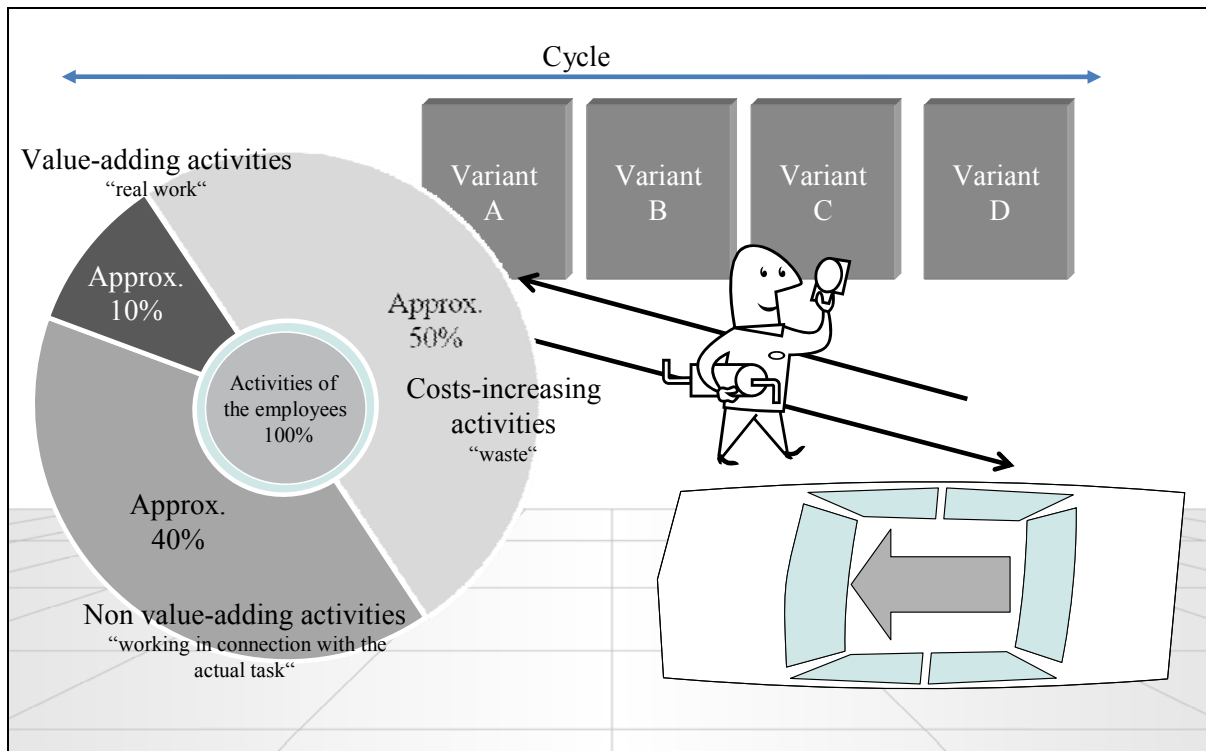 Cycle
Value-adding activities
“real work“
Variant
A
Variant
B
Variant
C
Variant
D
Approx.
10%
Approx.
50%
Activities of
the employees
100%
Costs-increasing
activities
“waste“
Approx.
40%
Non value-adding activities
“working in connection with the
actual task“